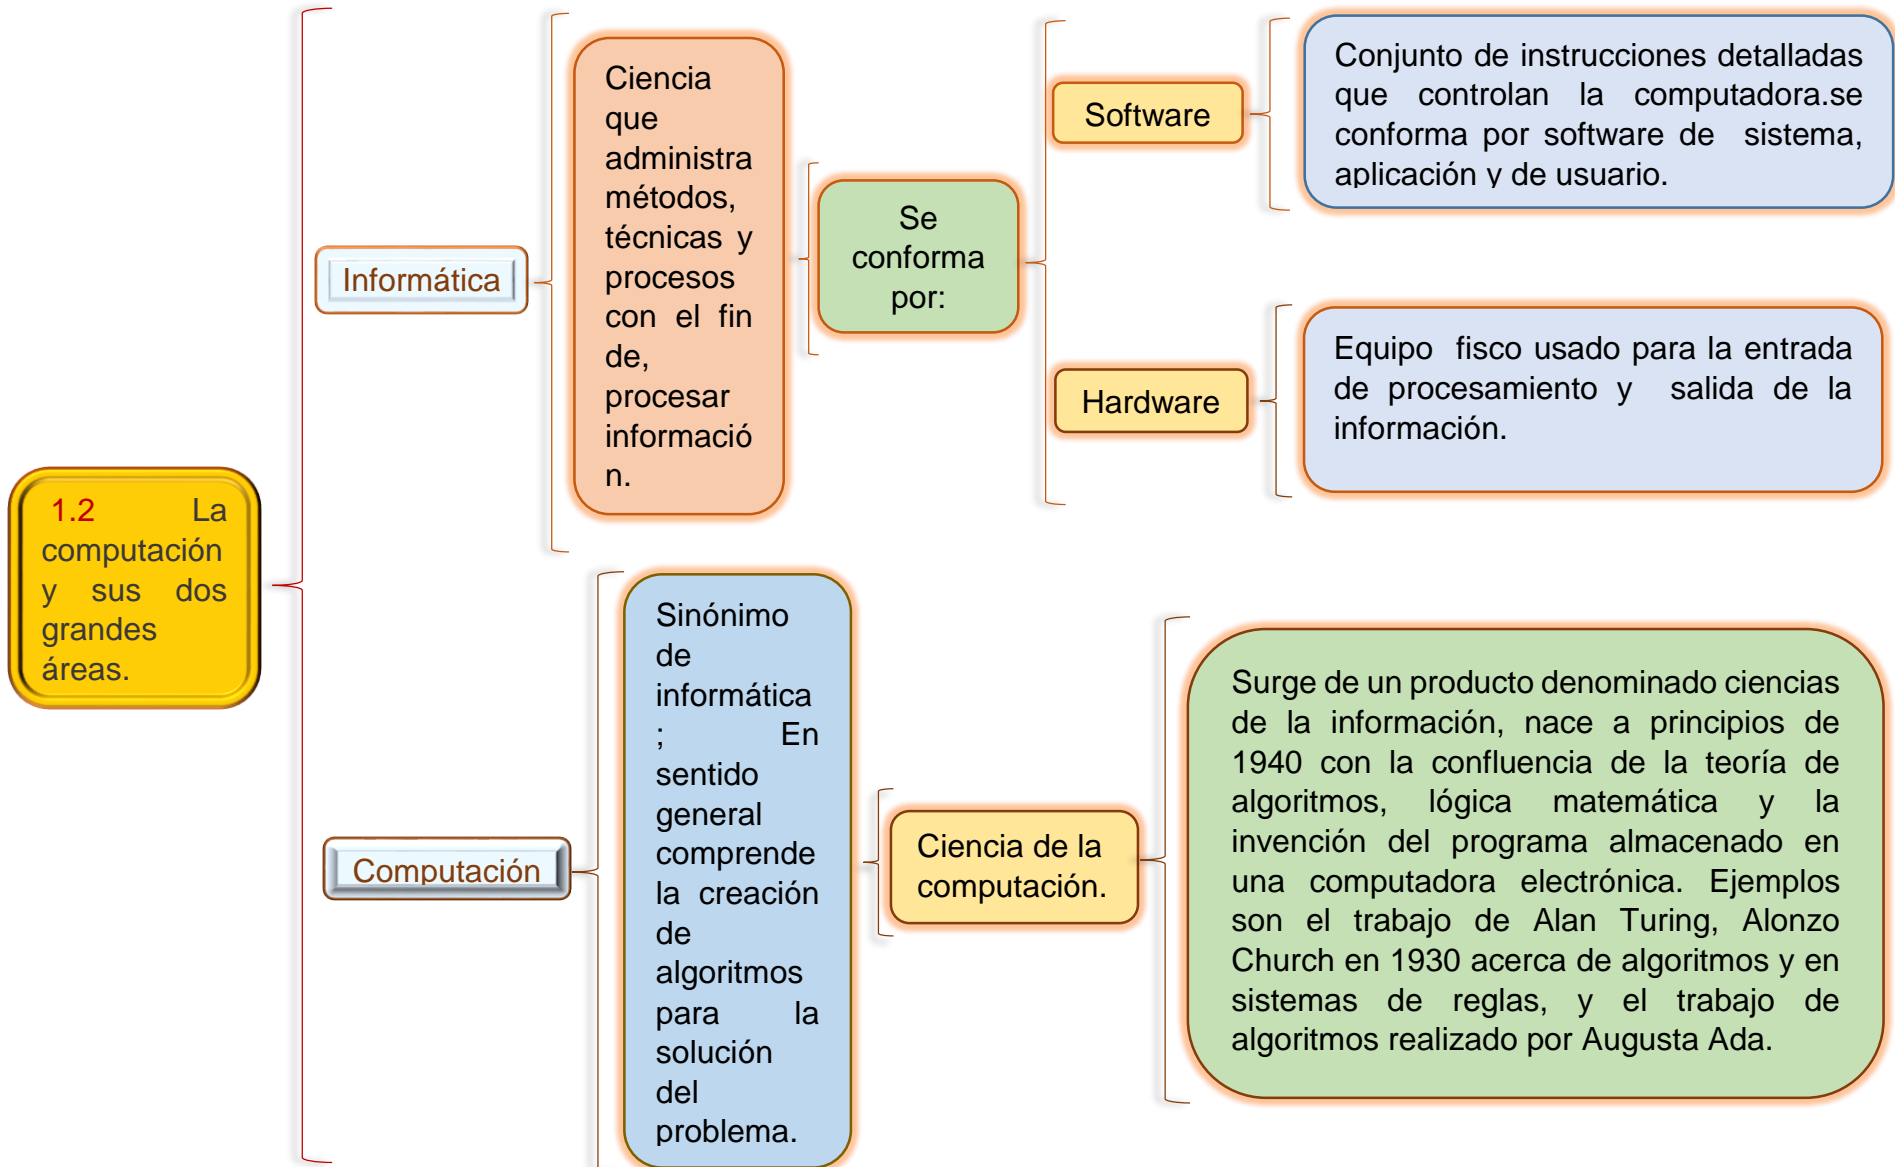 1.2 La
computación
y sus dos
grandes
áreas.
Informática
Ciencia
que
administra
métodos,
técnicas y
procesos
con el fin
de,
procesar
informació
n.
Se
conforma
por:
Software
Conjunto de instrucciones detalladas
que controlan la computadora.se
conforma por software de sistema,
aplicación y de usuario.
Hardware
Equipo fisco usado para la entrada
de procesamiento y salida de la
información.
Computación
Sinónimo
de
informática
; En
sentido
general
comprende
la creación
de
algoritmos
para la
solución
del
problema.
Ciencia de la
computación.
Surge de un producto denominado ciencias
de la información, nace a principios de
1940 con la confluencia de la teoría de
algoritmos, lógica matemática y la
invención del programa almacenado en
una computadora electrónica. Ejemplos
son el trabajo de Alan Turing, Alonzo
Church en 1930 acerca de algoritmos y en
sistemas de reglas, y el trabajo de
algoritmos realizado por Augusta Ada.